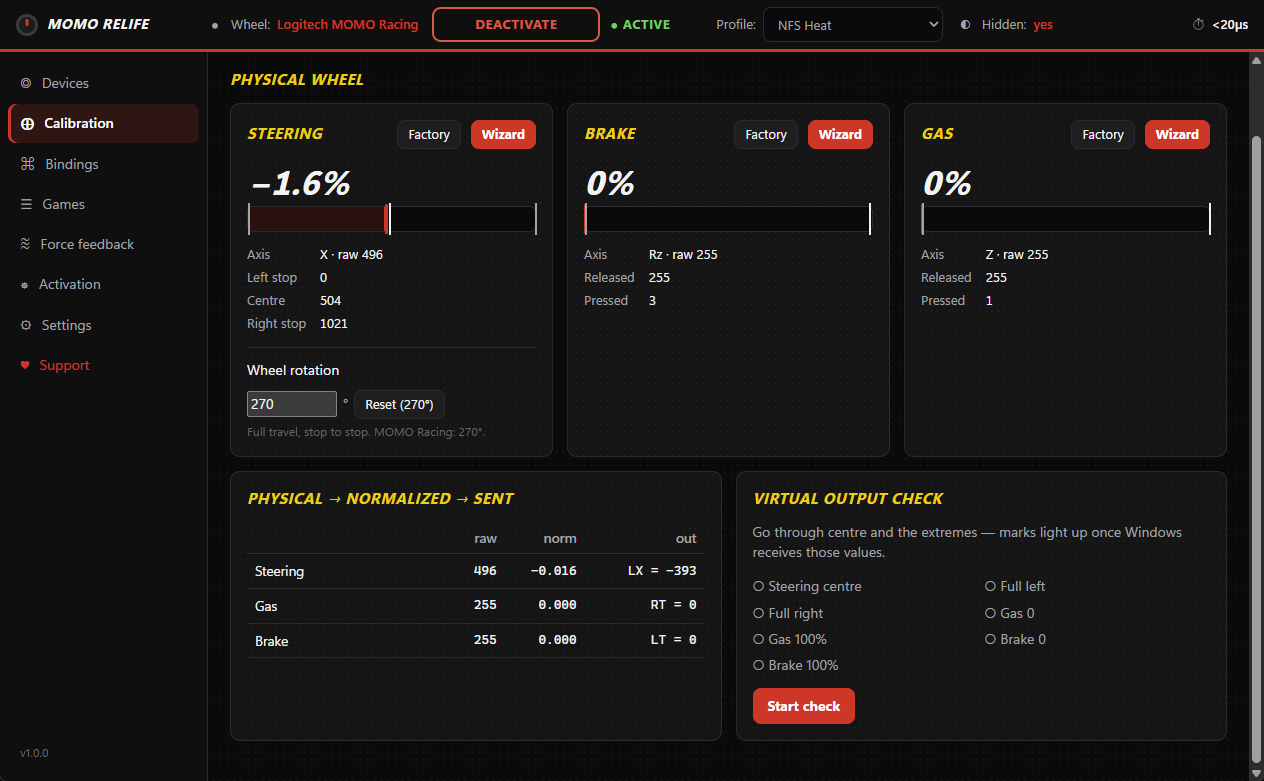 MOMO RELIFE
Wheel: Logitech MOMO Racing
DEACTIVATE
ACTIVE
Profile: NFS Heat
Hidden: yes
<20µs
Devices
Calibration
Bindings
Games
Force feedback
Activation
Settings
Support
v1.0.0
PHYSICAL WHEEL
STEERING Factory Wizard
−1.6%
Axis X · raw 496
Left stop 0
Centre 504
Right stop 1021
Wheel rotation
270 ° Reset (270°)
Full travel, stop to stop. MOMO Racing: 270°.
BRAKE Factory Wizard
0%
Axis Rz · raw 255
Released 255
Pressed 3
GAS Factory Wizard
0%
Axis Z · raw 255
Released 255
Pressed 1
PHYSICAL → NORMALIZED → SENT
raw norm out
Steering 496 −0.016 LX = −393
Gas 255 0.000 RT = 0
Brake 255 0.000 LT = 0
VIRTUAL OUTPUT CHECK
Go through centre and the extremes — marks light up once Windows
receives those values.
Steering centre Full left
Full right Gas 0
Gas 100% Brake 0
Brake 100%
Start check